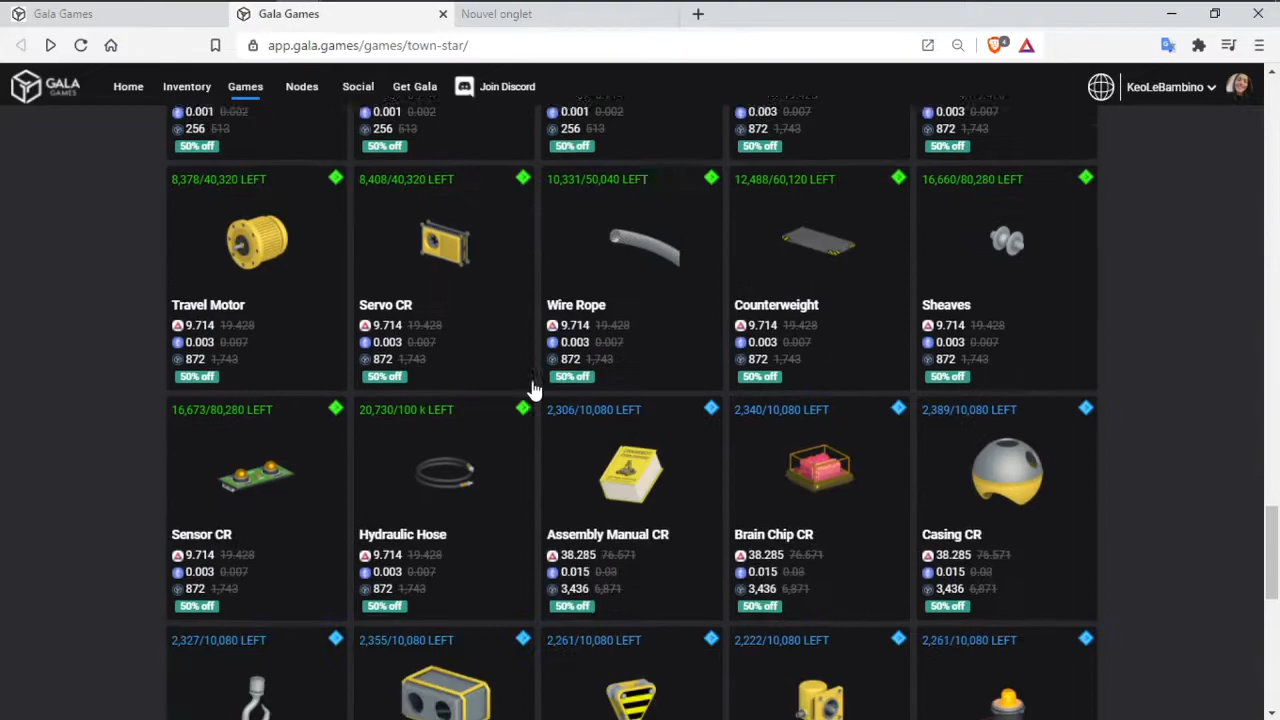 Gala Games
Gala Games
Nouvel onglet
app.gala.games/games/town-star/
4
GALA GAMES
Home Inventory Games Nodes Social Get Gala Join Discord
KeoLeBambino
0.001 0.002 0.001 0.002 0.001 0.002 0.003 0.007 0.003 0.007
256 513 256 513 256 513 872 1,743 872 1,743
50% off 50% off 50% off 50% off 50% off
8,378/40,320 LEFT 8,408/40,320 LEFT 10,331/50,040 LEFT 12,488/60,120 LEFT 16,660/80,280 LEFT
Travel Motor Servo CR Wire Rope Counterweight Sheaves
9.714 19.428 9.714 19.428 9.714 19.428 9.714 19.428 9.714 19.428
0.003 0.007 0.003 0.007 0.003 0.007 0.003 0.007 0.003 0.007
872 1,743 872 1,743 872 1,743 872 1,743 872 1,743
50% off 50% off 50% off 50% off 50% off
16,673/80,280 LEFT 20,730/100 k LEFT 2,306/10,080 LEFT 2,340/10,080 LEFT 2,389/10,080 LEFT
Sensor CR Hydraulic Hose Assembly Manual CR Brain Chip CR Casing CR
9.714 19.428 9.714 19.428 38.285 76.571 38.285 76.571 38.285 76.571
0.003 0.007 0.003 0.007 0.015 0.03 0.015 0.03 0.015 0.03
872 1,743 872 1,743 3,436 6,871 3,436 6,871 3,436 6,871
50% off 50% off 50% off 50% off 50% off
2,327/10,080 LEFT 2,355/10,080 LEFT 2,261/10,080 LEFT 2,222/10,080 LEFT 2,261/10,080 LEFT